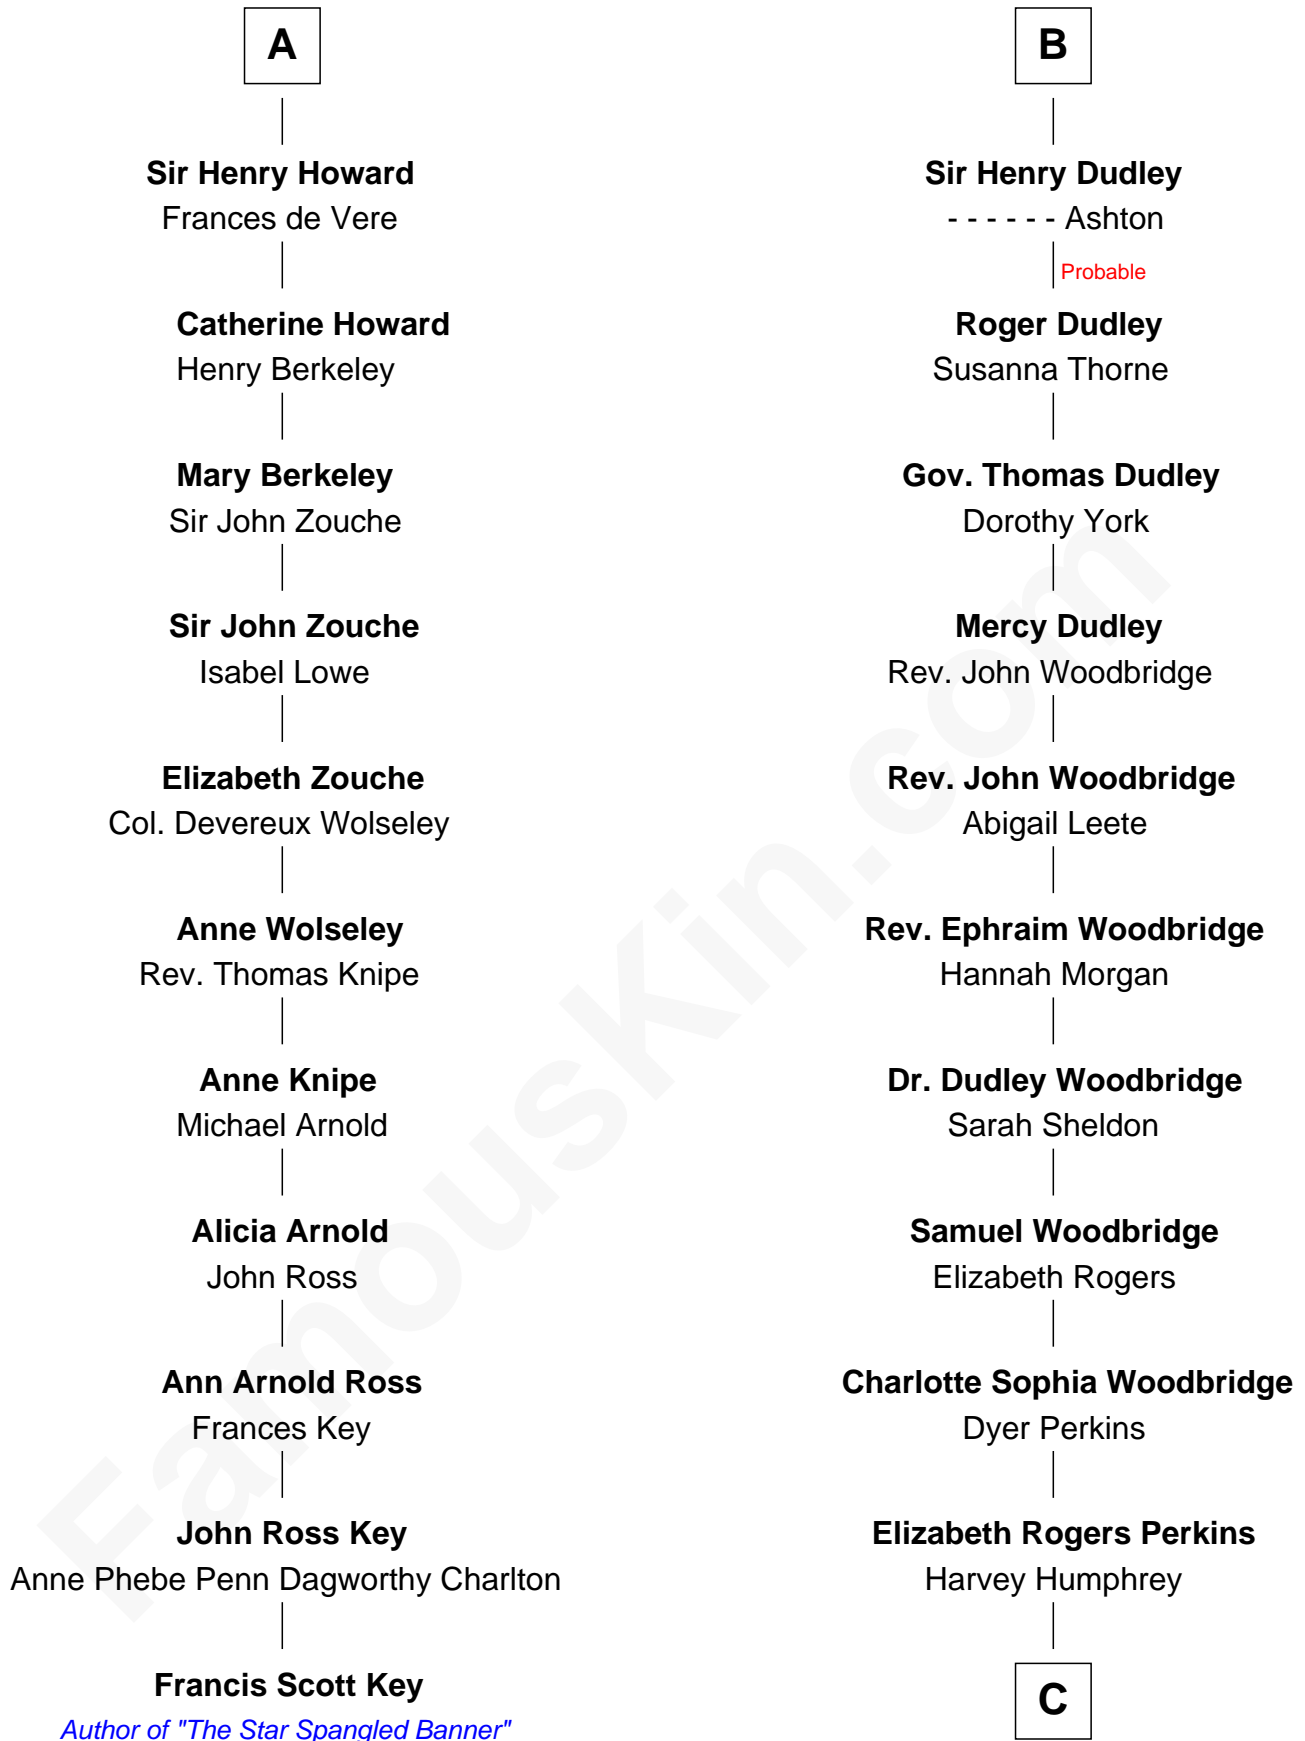 A
Sir Henry Howard
Frances de Vere
Catherine Howard
Henry Berkeley
Mary Berkeley
Sir John Zouche
Sir John Zouche
Isabel Lowe
Elizabeth Zouche
Col. Devereux Wolseley
Anne Wolseley
Rev. Thomas Knipe
Anne Knipe
Michael Arnold
Alicia Arnold
John Ross
Ann Arnold Ross
Frances Key
John Ross Key
Anne Phebe Penn Dagworthy Charlton
Francis Scott Key
Author of "The Star Spangled Banner"
B
Sir Henry Dudley
- - - - - - Ashton
Probable
Roger Dudley
Susanna Thorne
Gov. Thomas Dudley
Dorothy York
Mercy Dudley
Rev. John Woodbridge
Rev. John Woodbridge
Abigail Leete
Rev. Ephraim Woodbridge
Hannah Morgan
Dr. Dudley Woodbridge
Sarah Sheldon
Samuel Woodbridge
Elizabeth Rogers
Charlotte Sophia Woodbridge
Dyer Perkins
Elizabeth Rogers Perkins
Harvey Humphrey
C
FamousKin.com